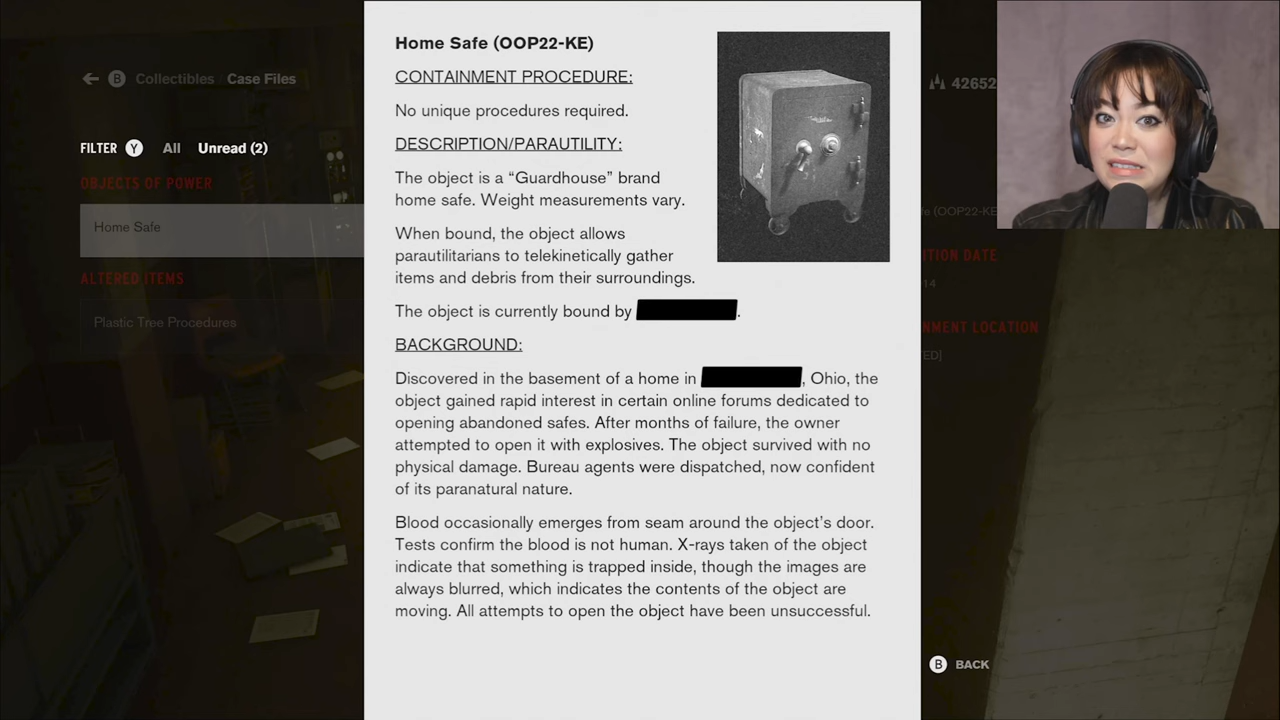 Collectibles / Case Files
42652
FILTER Y All Unread (2)
OBJECTS OF POWER
Home Safe
ALTERED ITEMS
Plastic Tree Procedures
Home Safe (OOP22-KE)
CONTAINMENT PROCEDURE:
No unique procedures required.
DESCRIPTION/PARAUTILITY:
The object is a “Guardhouse” brand
home safe. Weight measurements vary.
When bound, the object allows
parautilitarians to telekinetically gather
items and debris from their surroundings.
The object is currently bound by .
BACKGROUND:
Discovered in the basement of a home in , Ohio, the
object gained rapid interest in certain online forums dedicated to
opening abandoned safes. After months of failure, the owner
attempted to open it with explosives. The object survived with no
physical damage. Bureau agents were dispatched, now confident
of its paranatural nature.
Blood occasionally emerges from seam around the object’s door.
Tests confirm the blood is not human. X-rays taken of the object
indicate that something is trapped inside, though the images are
always blurred, which indicates the contents of the object are
moving. All attempts to open the object have been unsuccessful.
(OOP22-KE
DATE
14
LOCATION
B BACK